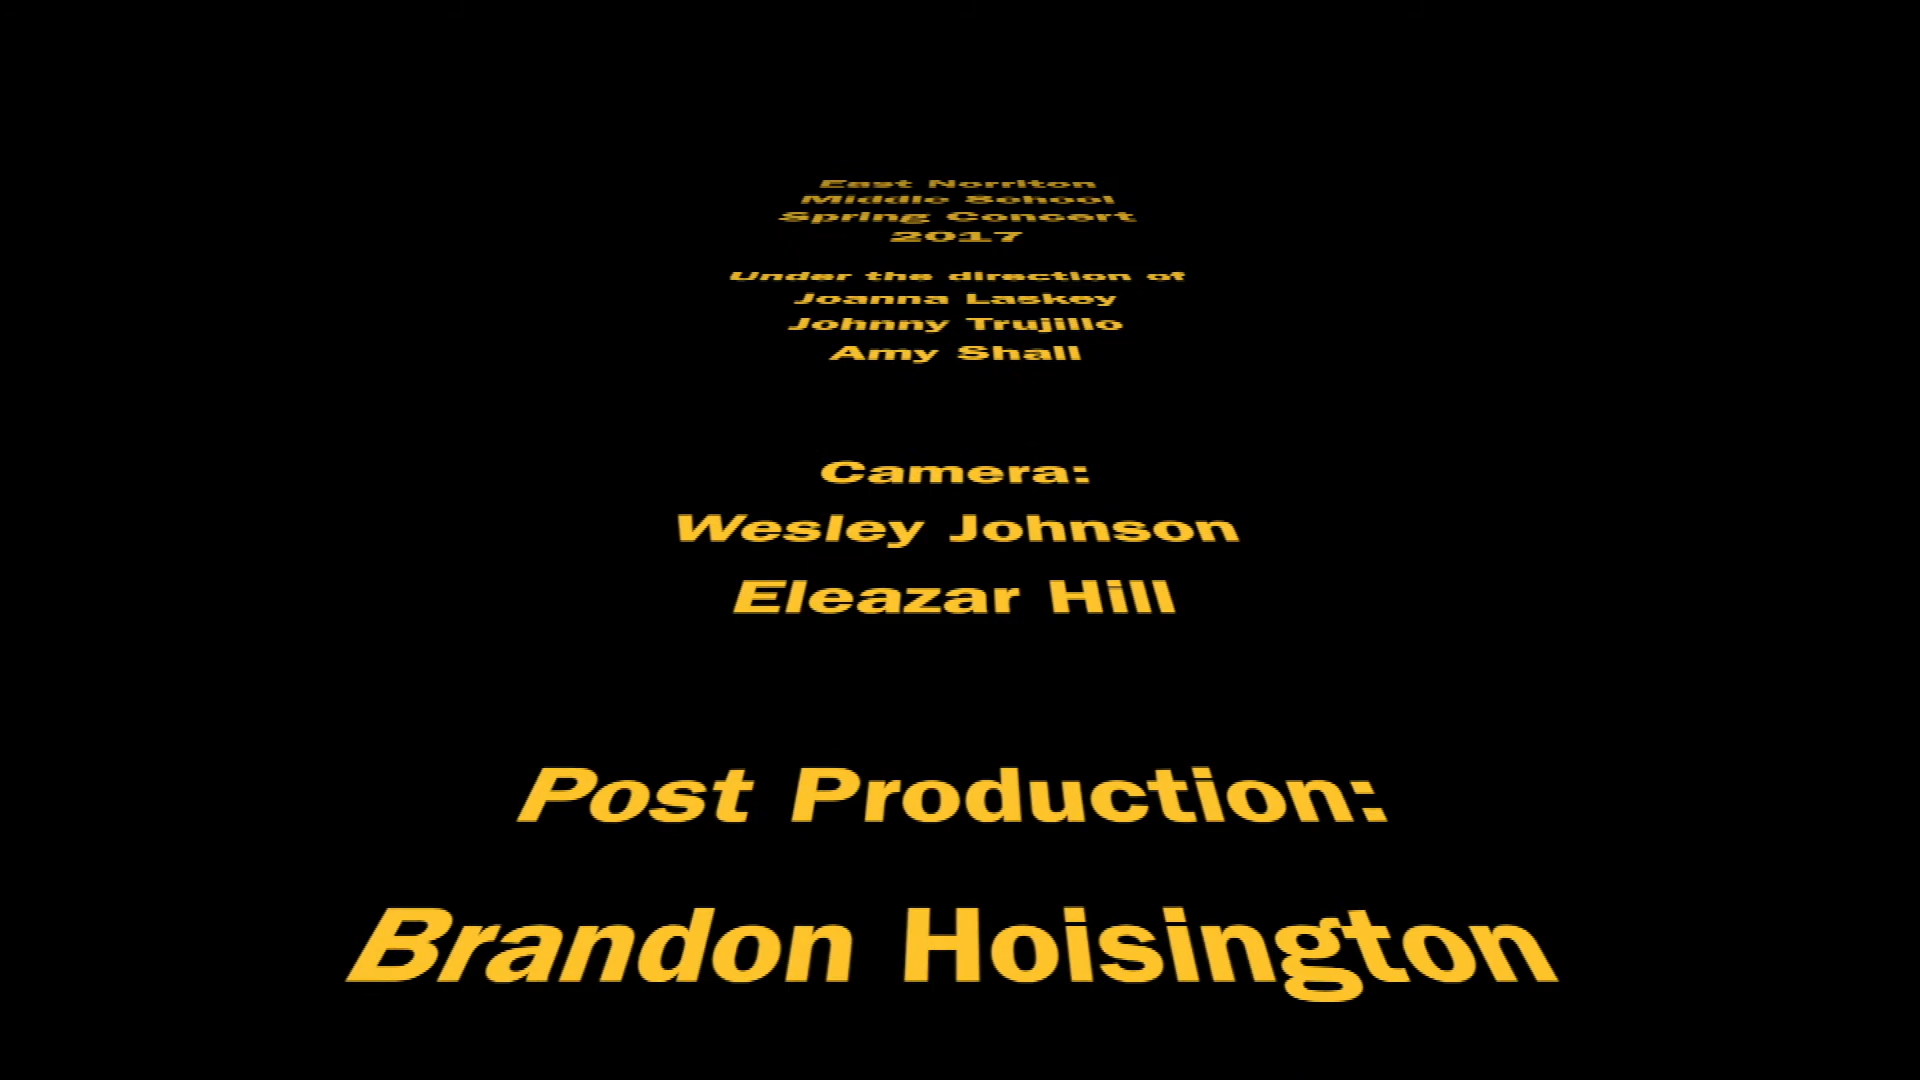 East Norriton
Middle School
Spring Concert
2017
Under the direction of
Joanna Laskey
Johnny Trujillo
Amy Shall
Camera:
Wesley Johnson
Eleazar Hill
Post Production:
Brandon Hoisington